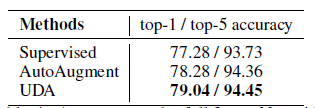 Methods top-1 / top-5 accuracy
Supervised 77.28 / 93.73
AutoAugment 78.28 / 94.36
UDA 79.04 / 94.45